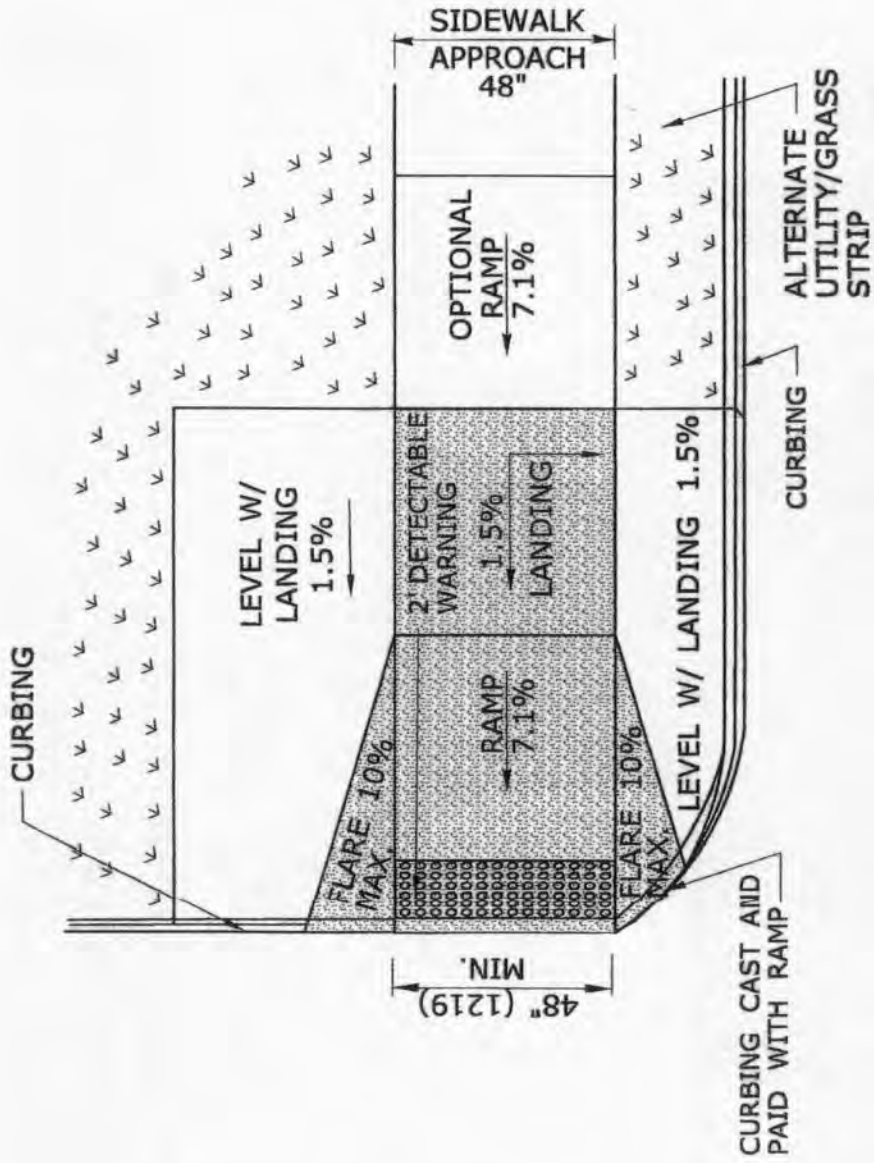 SIDEWALK
APPROACH
48"
CURBING
LEVEL W/
LANDING
1.5%
OPTIONAL
RAMP
7.1%
2' DETECTABLE
WARNING
1.5%
LANDING
RAMP
7.1%
FLARE 10%
MAX.
FLARE 10%
MAX.
LEVEL W/ LANDING 1.5%
48" (1219)
MIN.
ALTERNATE
UTILITY/GRASS
STRIP
CURBING
CURBING CAST AND
PAID WITH RAMP